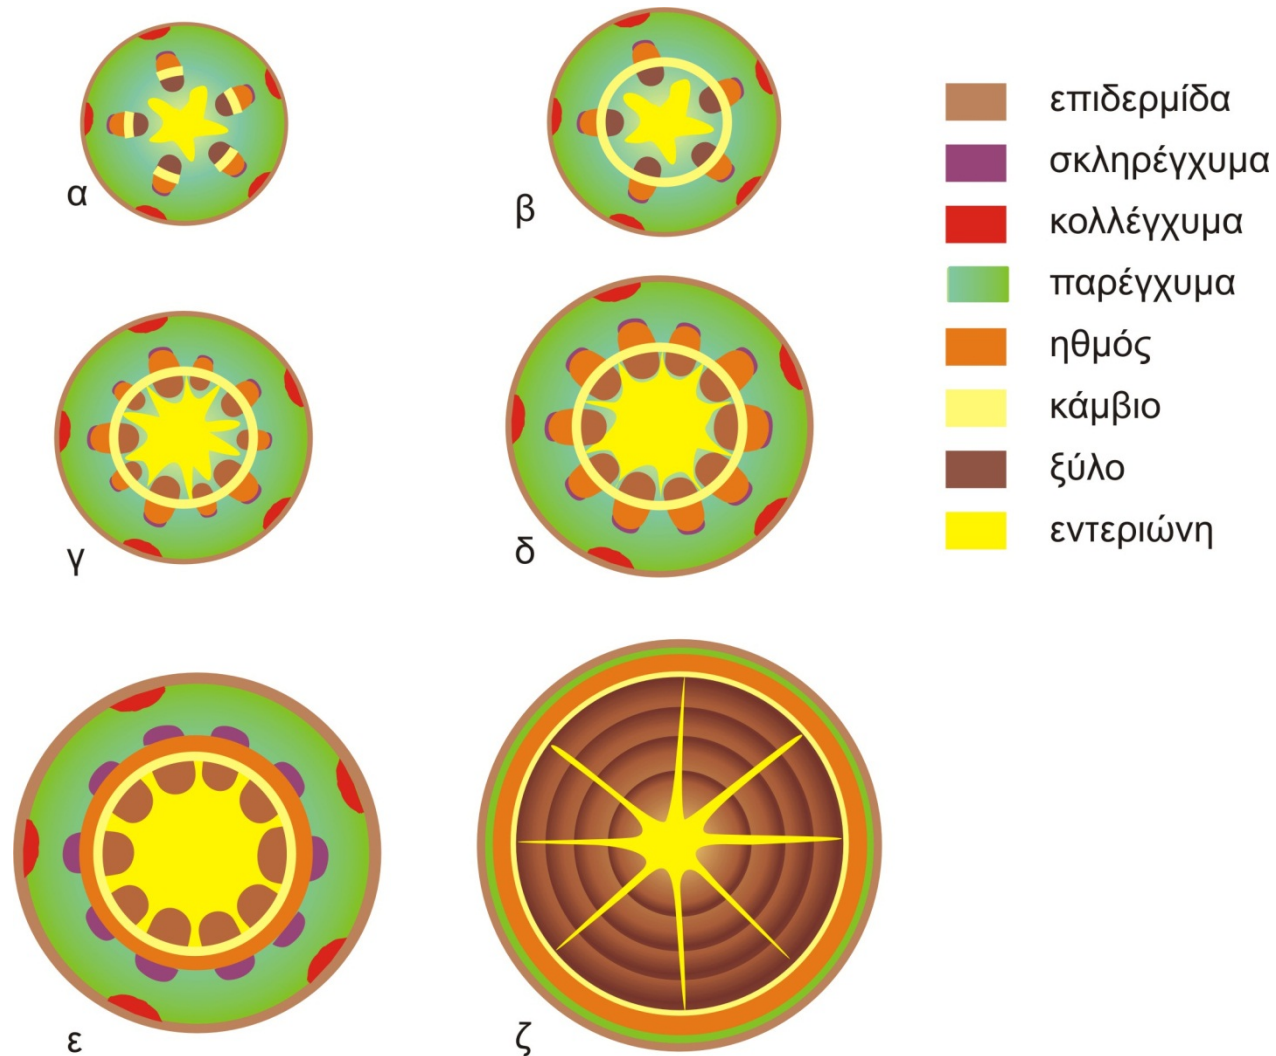 α
β
γ
δ
ε
ζ
επιδερμίδα
σκληρέγχυμα
κολλέγχυμα
παρέγχυμα
ηθμός
κάμβιο
ξύλο
εντεριώνη